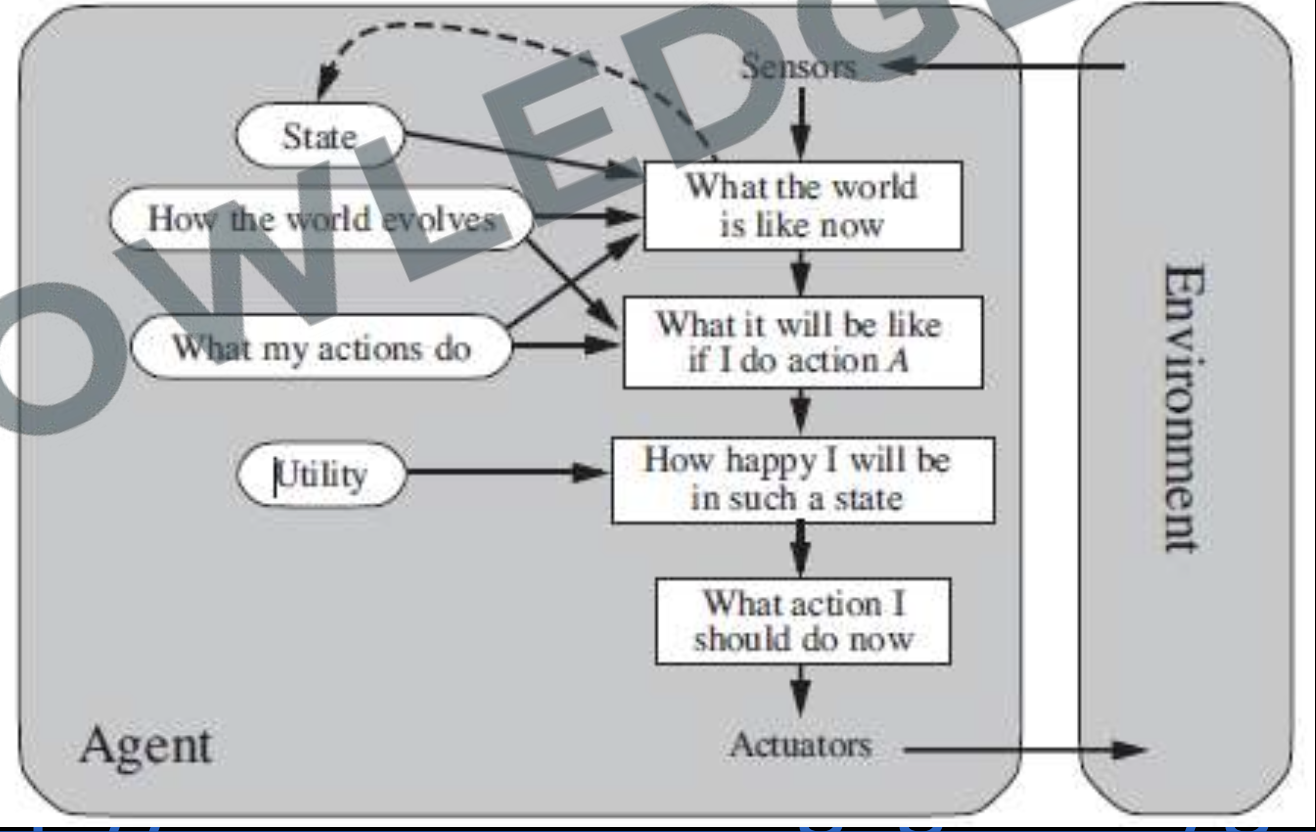 Sensors
State
What the world
is like now
How the world evolves
What it will be like
if I do action A
What my actions do
How happy I will be
in such a state
Utility
What action I
should do now
Agent
Actuators
Environment
OWLEDGE